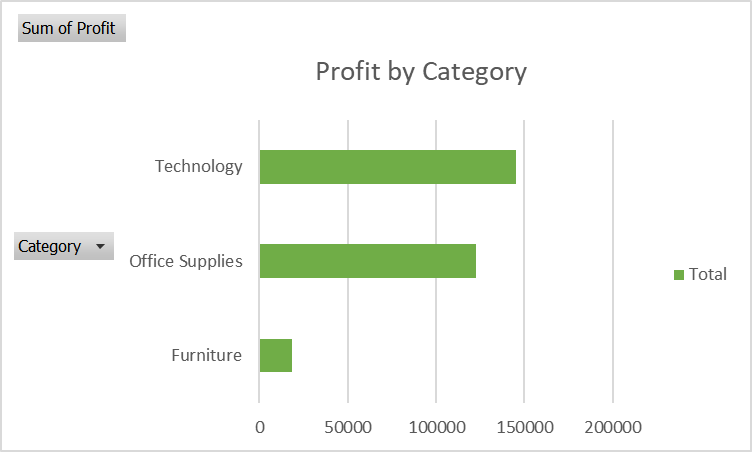 Sum of Profit
Profit by Category
Technology
Category
Office Supplies
Total
Furniture
0 50000 100000 150000 200000